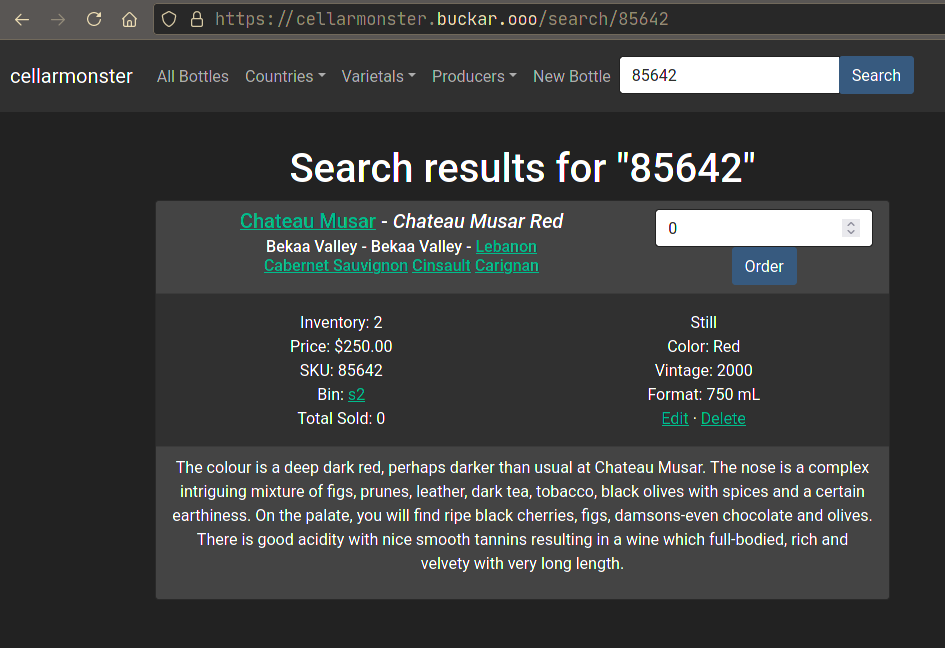 https://cellarmonster.buckar.ooo/search/85642
cellarmonster All Bottles Countries Varietals Producers New Bottle 85642 Search
Search results for "85642"
Chateau Musar - Chateau Musar Red
0
Bekaa Valley - Bekaa Valley - Lebanon
Cabernet Sauvignon Cinsault Carignan
Order
Inventory: 2
Price: $250.00
SKU: 85642
Bin: s2
Total Sold: 0
Still
Color: Red
Vintage: 2000
Format: 750 mL
Edit · Delete
The colour is a deep dark red, perhaps darker than usual at Chateau Musar. The nose is a complex
intriguing mixture of figs, prunes, leather, dark tea, tobacco, black olives with spices and a certain
earthiness. On the palate, you will find ripe black cherries, figs, damsons-even chocolate and olives.
There is good acidity with nice smooth tannins resulting in a wine which full-bodied, rich and
velvety with very long length.